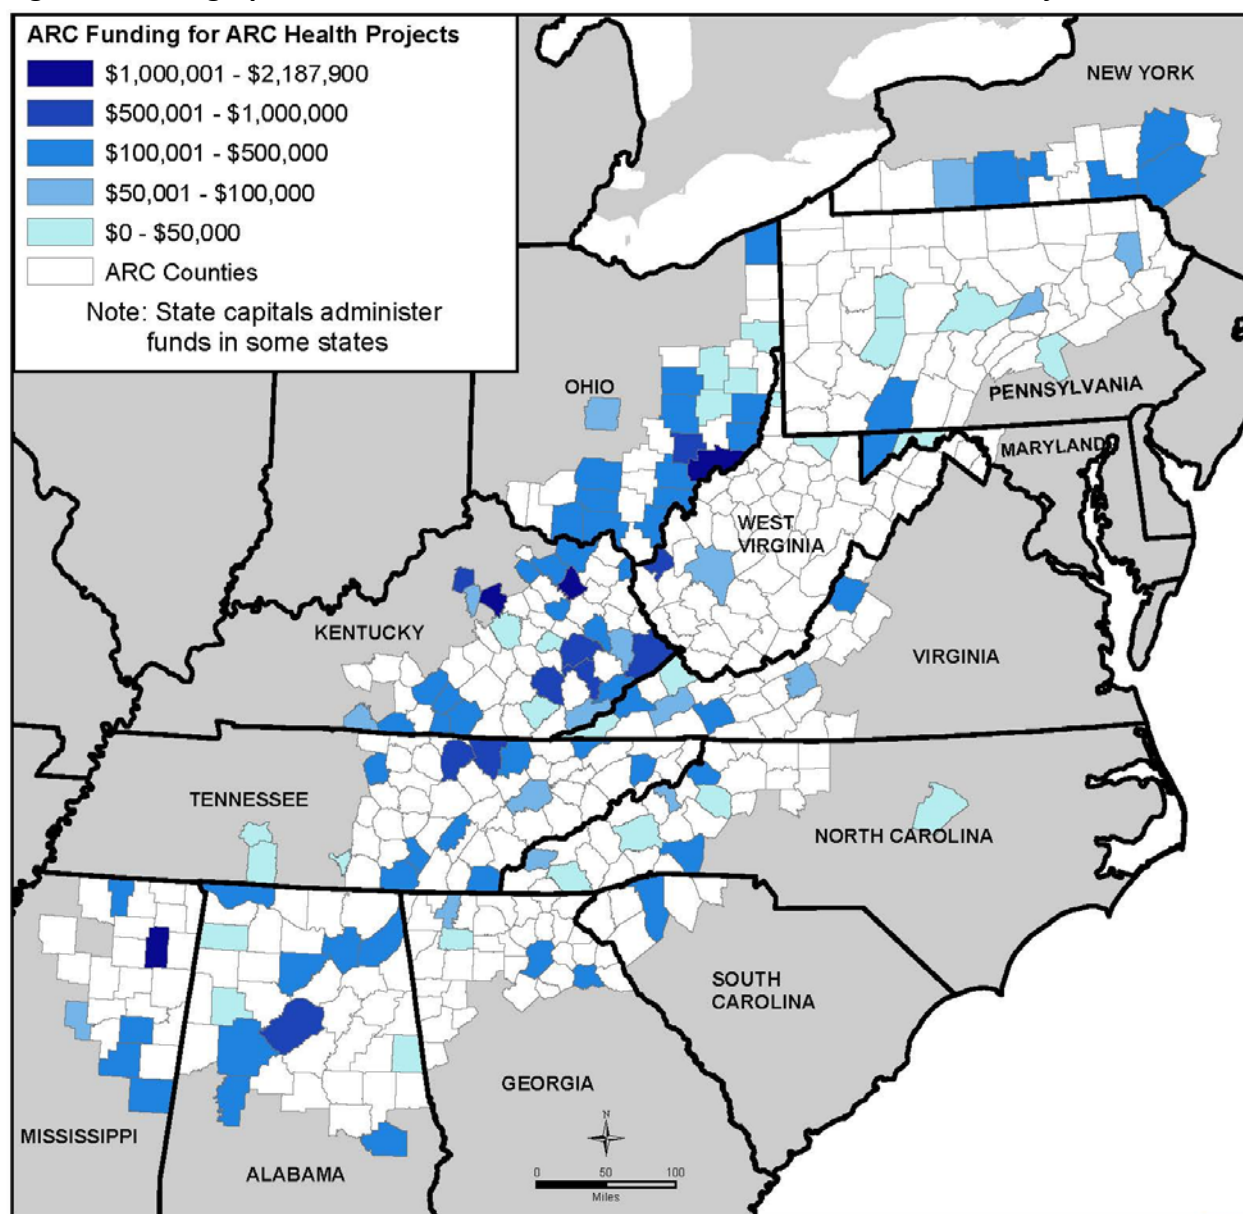 ARC Funding for ARC Health Projects
$1,000,001 - $2,187,900
$500,001 - $1,000,000
$100,001 - $500,000
$50,001 - $100,000
$0 - $50,000
ARC Counties
Note: State capitals administer
funds in some states
NEW YORK
OHIO
PENNSYLVANIA
MARYLAND
WEST
VIRGINIA
KENTUCKY
VIRGINIA
TENNESSEE
NORTH CAROLINA
SOUTH
CAROLINA
GEORGIA
MISSISSIPPI
ALABAMA
N
0 50 100
Miles